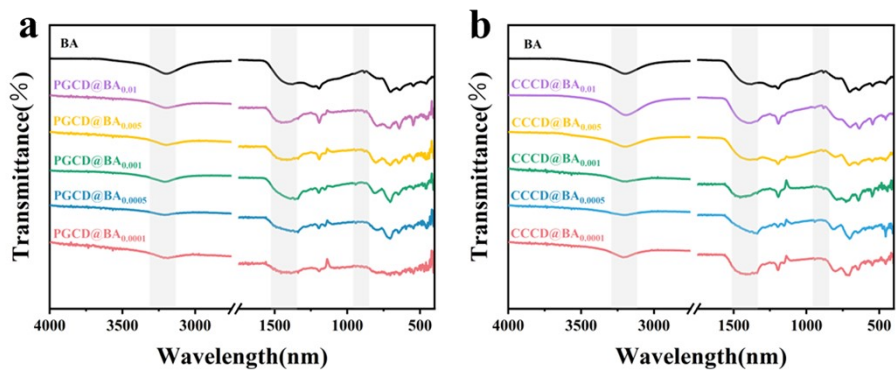 a
BA
PGCD@BA0.01
PGCD@BA0.005
PGCD@BA0.001
PGCD@BA0.0005
PGCD@BA0.0001
Transmittance(%)
4000 3500 3000 1500 1000 500
Wavelength(nm)
b
BA
CCCD@BA0.01
CCCD@BA0.005
CCCD@BA0.001
CCCD@BA0.0005
CCCD@BA0.0001
Transmittance(%)
4000 3500 3000 1500 1000 500
Wavelength(nm)